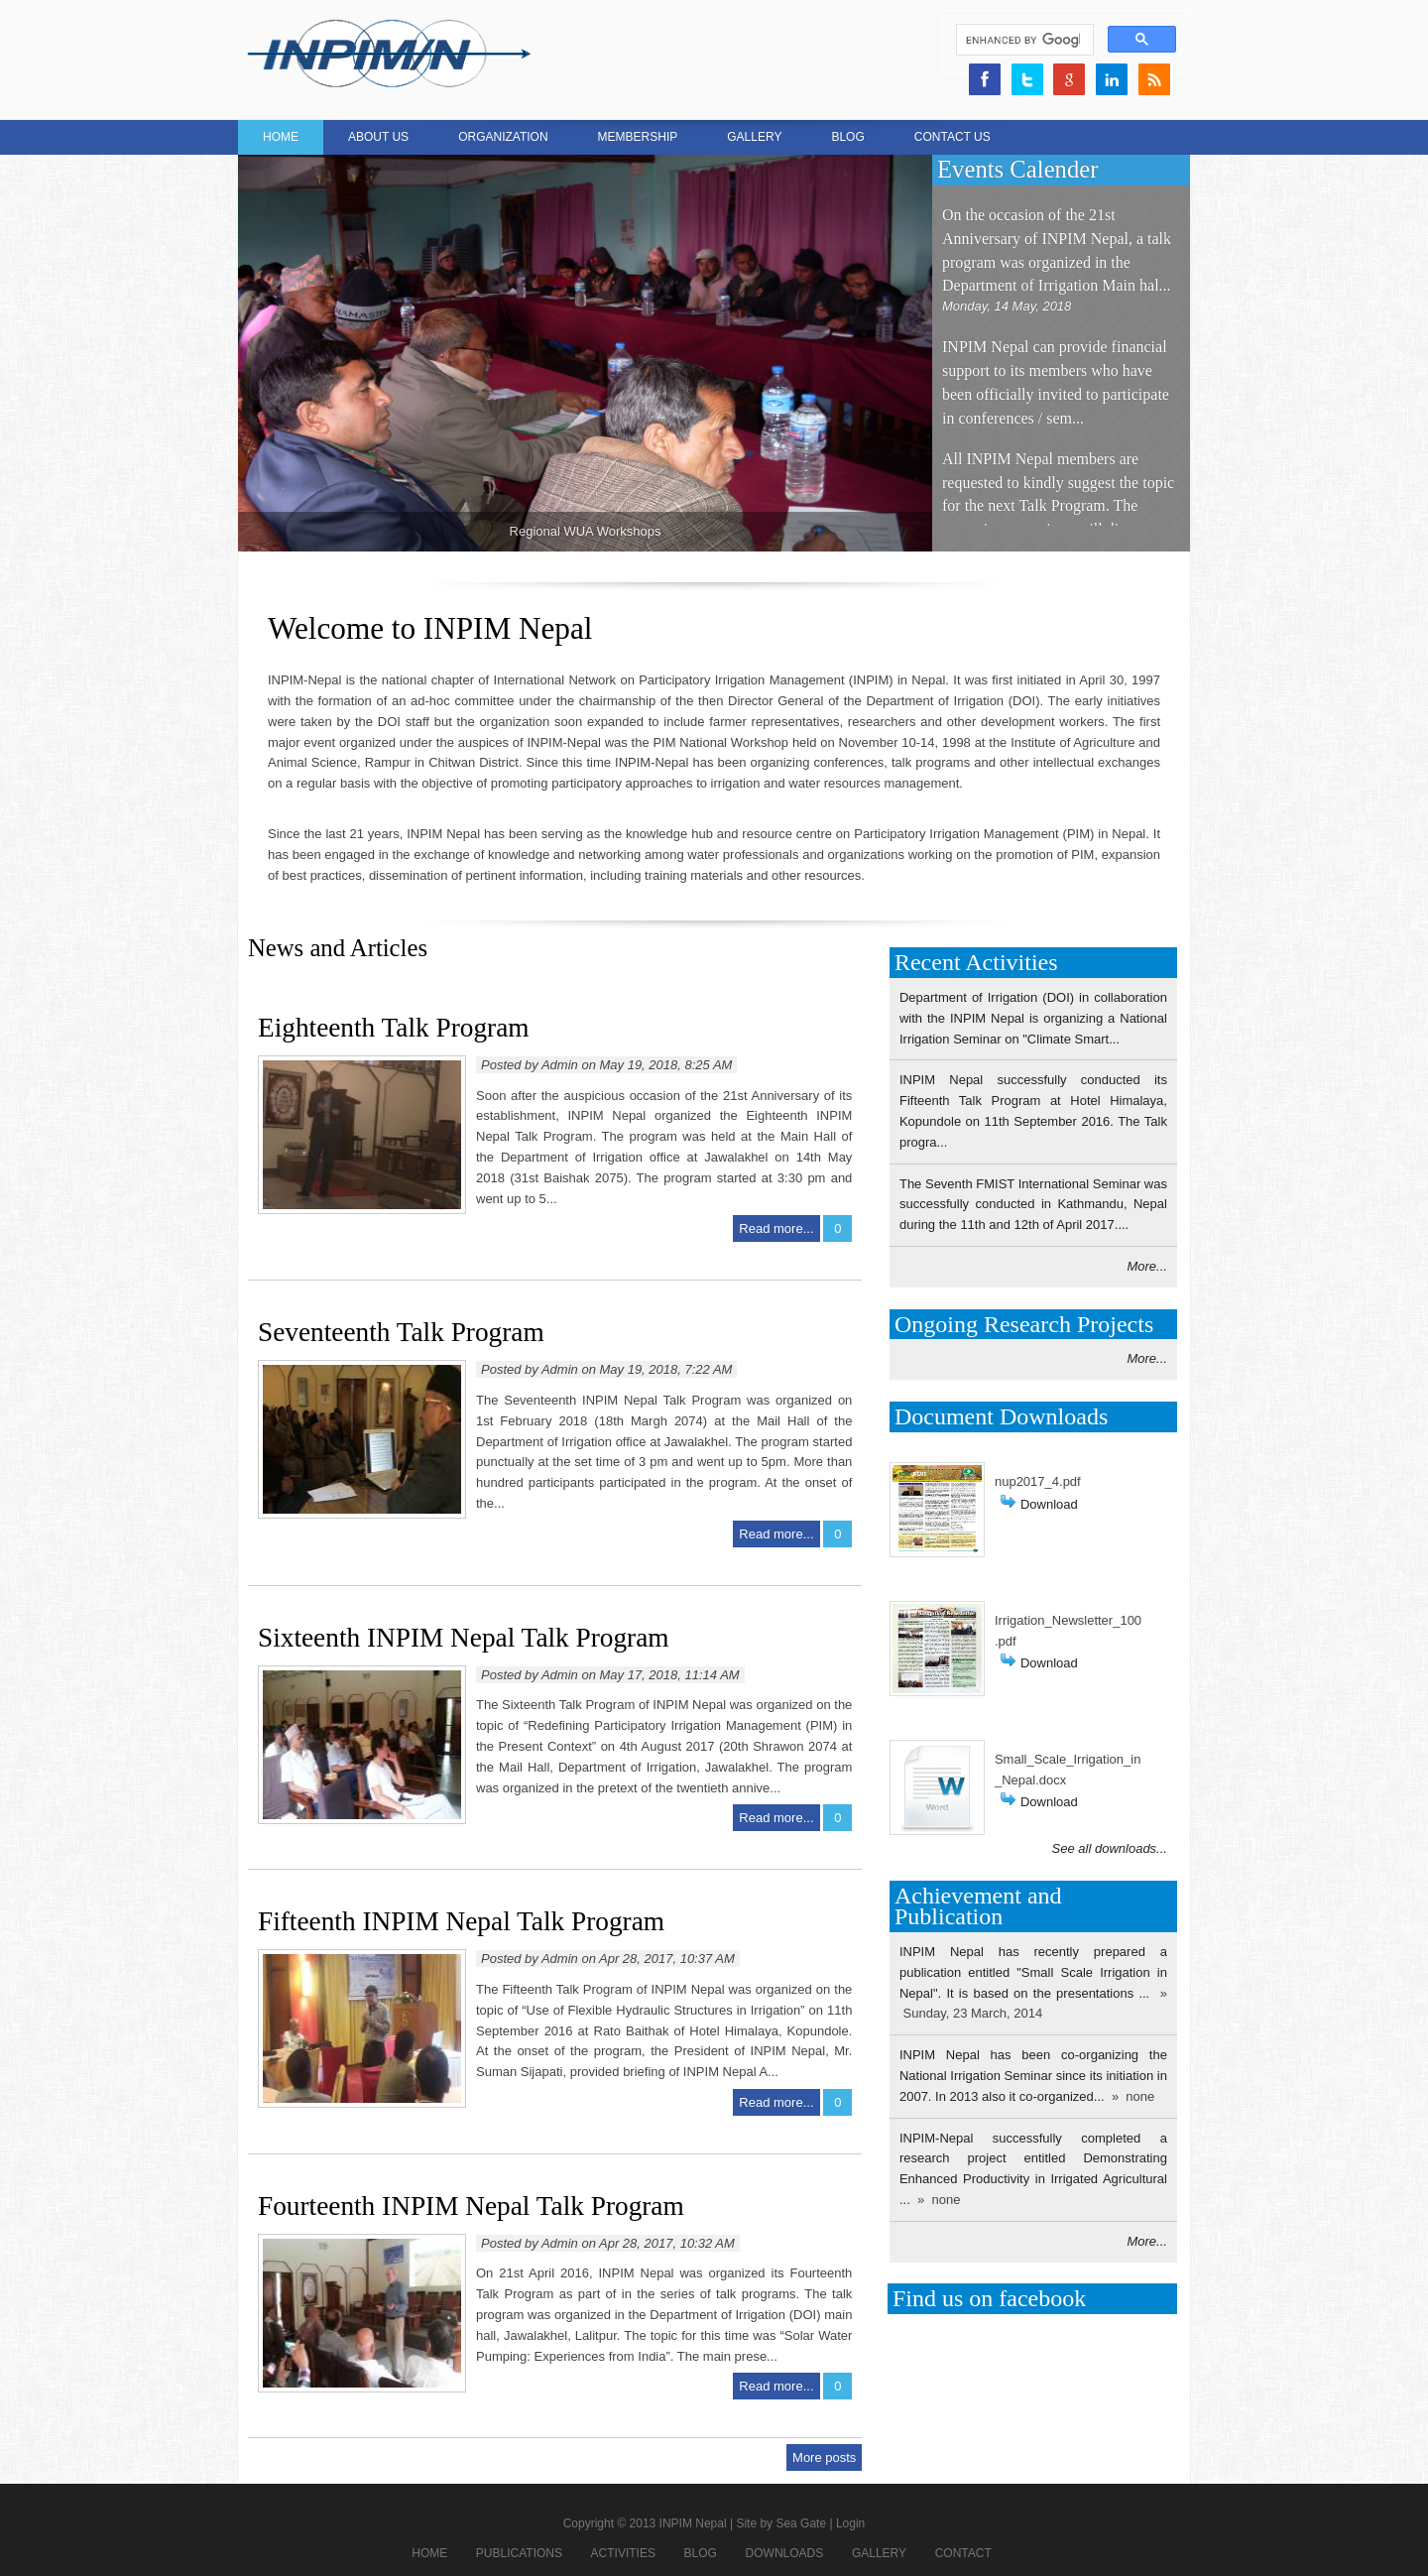 INPIM/N
ENHANCED BY Google
HOME ABOUT US ORGANIZATION MEMBERSHIP GALLERY BLOG CONTACT US
Regional WUA Workshops
Events Calender
On the occasion of the 21st
Anniversary of INPIM Nepal, a talk
program was organized in the
Department of Irrigation Main hal...
Monday, 14 May, 2018
INPIM Nepal can provide financial
support to its members who have
been officially invited to participate
in conferences / sem...
All INPIM Nepal members are
requested to kindly suggest the topic
for the next Talk Program. The
Welcome to INPIM Nepal
INPIM-Nepal is the national chapter of International Network on Participatory Irrigation Management (INPIM) in Nepal. It was first initiated in April 30, 1997
with the formation of an ad-hoc committee under the chairmanship of the then Director General of the Department of Irrigation (DOI). The early initiatives
were taken by the DOI staff but the organization soon expanded to include farmer representatives, researchers and other development workers. The first
major event organized under the auspices of INPIM-Nepal was the PIM National Workshop held on November 10-14, 1998 at the Institute of Agriculture and
Animal Science, Rampur in Chitwan District. Since this time INPIM-Nepal has been organizing conferences, talk programs and other intellectual exchanges
on a regular basis with the objective of promoting participatory approaches to irrigation and water resources management.
Since the last 21 years, INPIM Nepal has been serving as the knowledge hub and resource centre on Participatory Irrigation Management (PIM) in Nepal. It
has been engaged in the exchange of knowledge and networking among water professionals and organizations working on the promotion of PIM, expansion
of best practices, dissemination of pertinent information, including training materials and other resources.
News and Articles
Eighteenth Talk Program
Posted by Admin on May 19, 2018, 8:25 AM
Soon after the auspicious occasion of the 21st Anniversary of its
establishment, INPIM Nepal organized the Eighteenth INPIM
Nepal Talk Program. The program was held at the Main Hall of
the Department of Irrigation office at Jawalakhel on 14th May
2018 (31st Baishak 2075). The program started at 3:30 pm and
went up to 5...
Read more... 0
Seventeenth Talk Program
Posted by Admin on May 19, 2018, 7:22 AM
The Seventeenth INPIM Nepal Talk Program was organized on
1st February 2018 (18th Margh 2074) at the Mail Hall of the
Department of Irrigation office at Jawalakhel. The program started
punctually at the set time of 3 pm and went up to 5pm. More than
hundred participants participated in the program. At the onset of
the...
Read more... 0
Sixteenth INPIM Nepal Talk Program
Posted by Admin on May 17, 2018, 11:14 AM
The Sixteenth Talk Program of INPIM Nepal was organized on the
topic of “Redefining Participatory Irrigation Management (PIM) in
the Present Context” on 4th August 2017 (20th Shrawon 2074 at
the Mail Hall, Department of Irrigation, Jawalakhel. The program
was organized in the pretext of the twentieth annive...
Read more... 0
Fifteenth INPIM Nepal Talk Program
Posted by Admin on Apr 28, 2017, 10:37 AM
The Fifteenth Talk Program of INPIM Nepal was organized on the
topic of “Use of Flexible Hydraulic Structures in Irrigation” on 11th
September 2016 at Rato Baithak of Hotel Himalaya, Kopundole.
At the onset of the program, the President of INPIM Nepal, Mr.
Suman Sijapati, provided briefing of INPIM Nepal A...
Read more... 0
Fourteenth INPIM Nepal Talk Program
Posted by Admin on Apr 28, 2017, 10:32 AM
On 21st April 2016, INPIM Nepal was organized its Fourteenth
Talk Program as part of in the series of talk programs. The talk
program was organized in the Department of Irrigation (DOI) main
hall, Jawalakhel, Lalitpur. The topic for this time was “Solar Water
Pumping: Experiences from India”. The main prese...
Read more... 0
More posts
Recent Activities
Department of Irrigation (DOI) in collaboration
with the INPIM Nepal is organizing a National
Irrigation Seminar on "Climate Smart...
INPIM Nepal successfully conducted its
Fifteenth Talk Program at Hotel Himalaya,
Kopundole on 11th September 2016. The Talk
progra...
The Seventh FMIST International Seminar was
successfully conducted in Kathmandu, Nepal
during the 11th and 12th of April 2017....
More...
Ongoing Research Projects
More...
Document Downloads
nup2017_4.pdf
Download
Irrigation_Newsletter_100
.pdf
Download
Word
Small_Scale_Irrigation_in
_Nepal.docx
Download
See all downloads...
Achievement and
Publication
INPIM Nepal has recently prepared a
publication entitled "Small Scale Irrigation in
Nepal". It is based on the presentations ... »
Sunday, 23 March, 2014
INPIM Nepal has been co-organizing the
National Irrigation Seminar since its initiation in
2007. In 2013 also it co-organized... » none
INPIM-Nepal successfully completed a
research project entitled Demonstrating
Enhanced Productivity in Irrigated Agricultural
... » none
More...
Find us on facebook
Copyright © 2013 INPIM Nepal | Site by Sea Gate | Login
HOME PUBLICATIONS ACTIVITIES BLOG DOWNLOADS GALLERY CONTACT